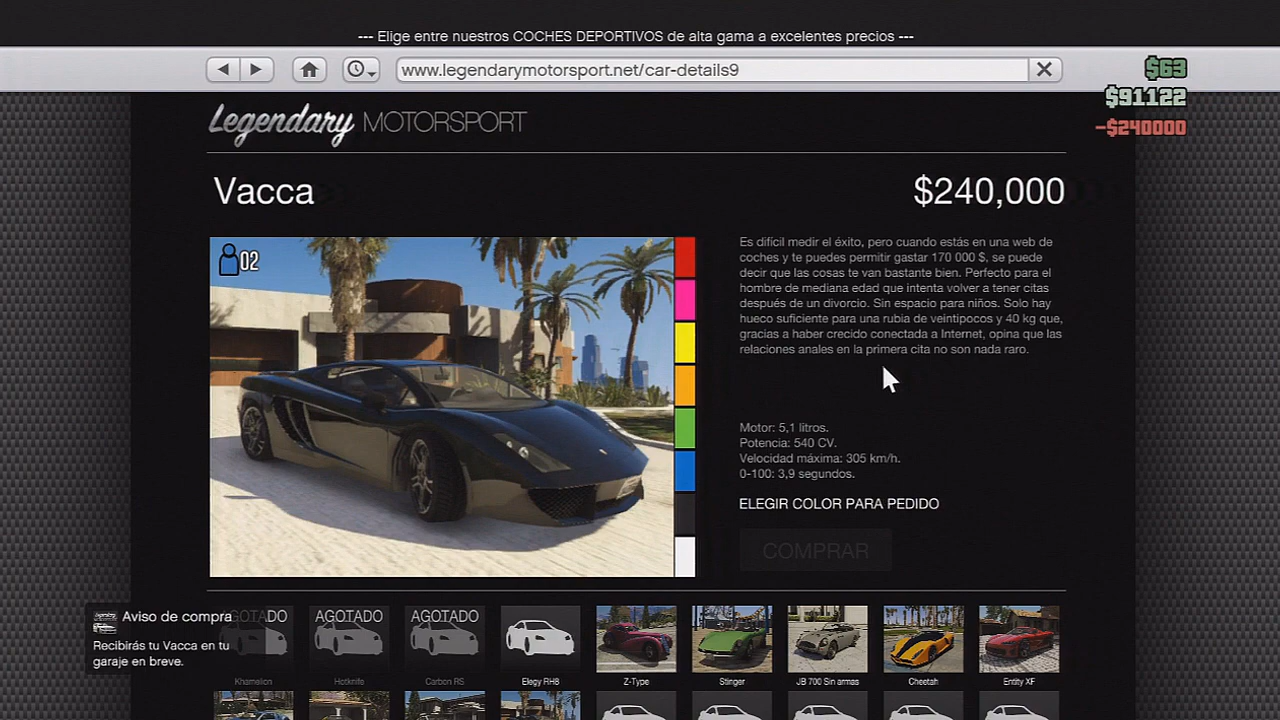 --- Elige entre nuestros COCHES DEPORTIVOS de alta gama a excelentes precios ---
www.legendarymotorsport.net/car-details9
$63
$91122
-$240000
Legendary MOTORSPORT
Vacca
$240,000
02
Es difícil medir el éxito, pero cuando estás en una web de
coches y te puedes permitir gastar 170 000 $, se puede
decir que las cosas te van bastante bien. Perfecto para el
hombre de mediana edad que intenta volver a tener citas
después de un divorcio. Sin espacio para niños. Solo hay
hueco suficiente para una rubia de veintipocos y 40 kg que,
gracias a haber crecido conectada a Internet, opina que las
relaciones anales en la primera cita no son nada raro.
Motor: 5,1 litros.
Potencia: 540 CV.
Velocidad máxima: 305 km/h.
0-100: 3,9 segundos.
ELEGIR COLOR PARA PEDIDO
COMPRAR
Aviso de compra
Recibirás tu Vacca en tu
garaje en breve.
AGOTADO AGOTADO AGOTADO
Khamelion Hotknife Carbon RS Elegy RH8 Z-Type Stinger JB 700 Sin armas Cheetah Entity XF